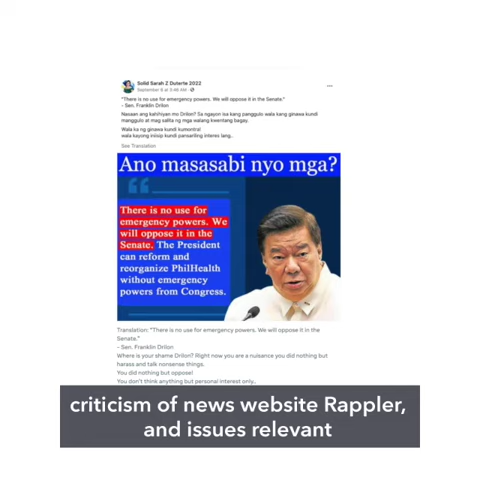 Solid Sarah Z Duterte 2022
September 8 at 3:46 AM ·
"There is no use for emergency powers. We will oppose it in the Senate."
- Sen. Franklin Drilon
Nasaan ang kahihiyan mo Drilon? Sa ngayon isa kang panggulo wala kang ginawa kundi
manggulo at mag salita ng mga walang kwentang bagay.
Wala ka ng ginawa kundi kumontra!
wala kayong iniisip kundi pansariling interes lang..
See Translation
Ano masasabi nyo mga?
There is no use for
emergency powers. We
will oppose it in the
Senate. The President
can reform and
reorganize PhilHealth
without emergency
powers from Congress.
Translation: "There is no use for emergency powers. We will oppose it in the
Senate."
- Sen. Franklin Drilon
Where is your shame Drilon? Right now you are a nuisance you did nothing but
harass and talk nonsense things.
You did nothing but oppose!
You don't think anything but personal interest only..
criticism of news website Rappler,
and issues relevant